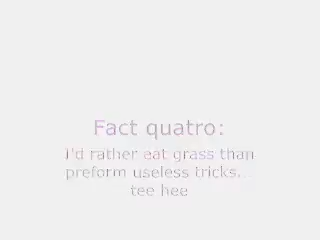 Fact quatro:
I'd rather eat grass than
preform useless tricks...
tee hee